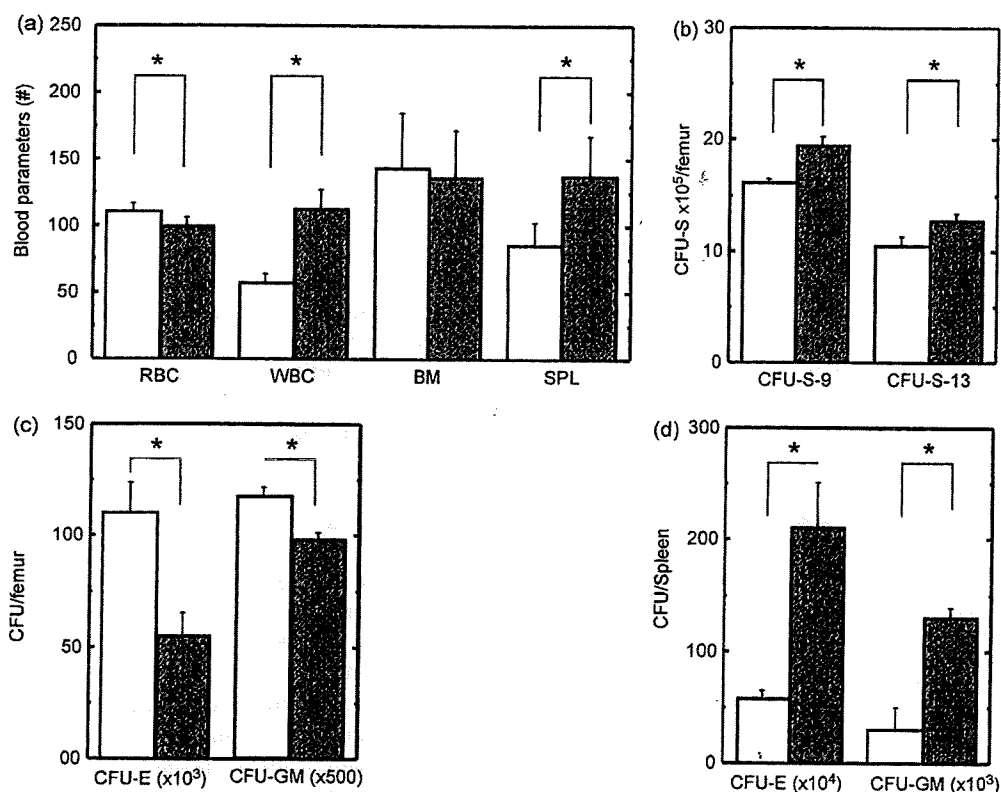 (a)
250
200
150
100
50
0
Blood parameters (#)
*
*
*
RBC WBC BM SPL
(b)
30
20
10
0
CFU-S x10⁵/femur
*
*
CFU-S-9 CFU-S-13
(c)
150
100
50
00
CFU/femur
*
*
CFU-E (x10³) CFU-GM (x500)
(d)
300
200
100
0
CFU/Spleen
*
*
CFU-E (x10⁴) CFU-GM (x10³)